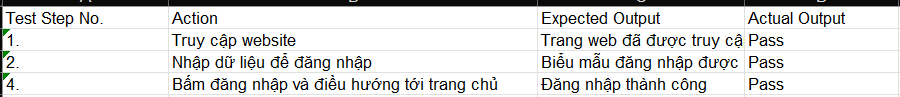 Test Step No. Action Expected Output Actual Output
1. Truy cập website Trang web đã được truy cậ Pass
2. Nhập dữ liệu để đăng nhập Biểu mẫu đăng nhập được Pass
4. Bấm đăng nhập và điều hướng tới trang chủ Đăng nhập thành công Pass